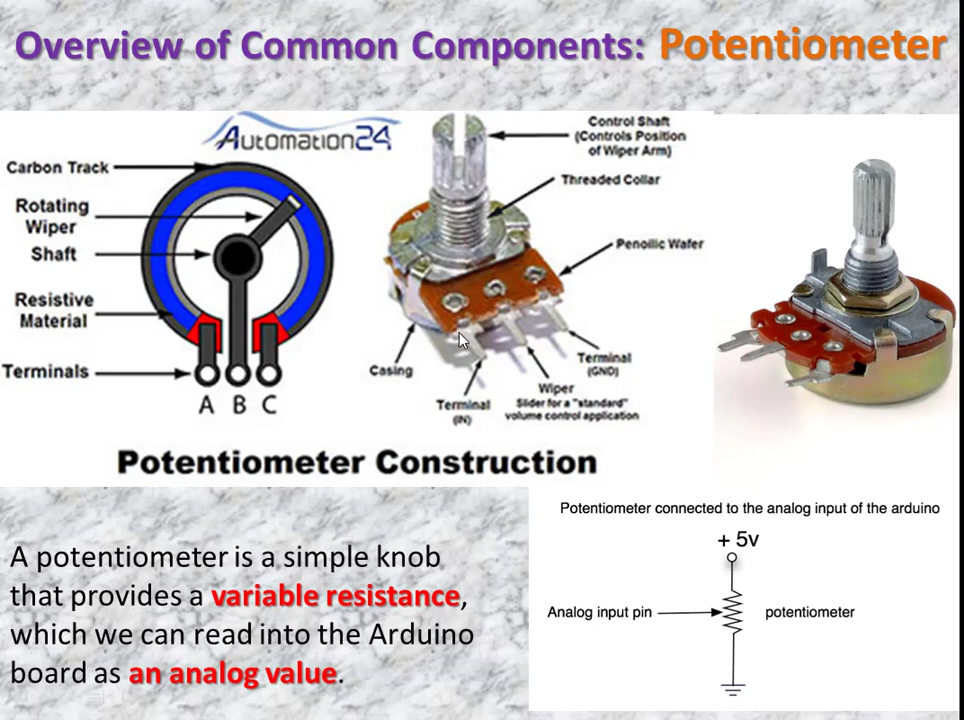 Overview of Common Components: Potentiometer
Automation24
Carbon Track
Rotating
Wiper
Shaft
Resistive
Material
Terminals
A B C
Control Shaft
(Controls Position
of Wiper Arm)
Threaded Collar
Penoilic Wafer
Casing
Terminal
(IN)
Wiper
Slider for a "standard"
volume control application
Terminal
(GND)
Potentiometer Construction
A potentiometer is a simple knob
that provides a variable resistance,
which we can read into the Arduino
board as an analog value.
Potentiometer connected to the analog input of the arduino
+ 5v
Analog input pin
potentiometer